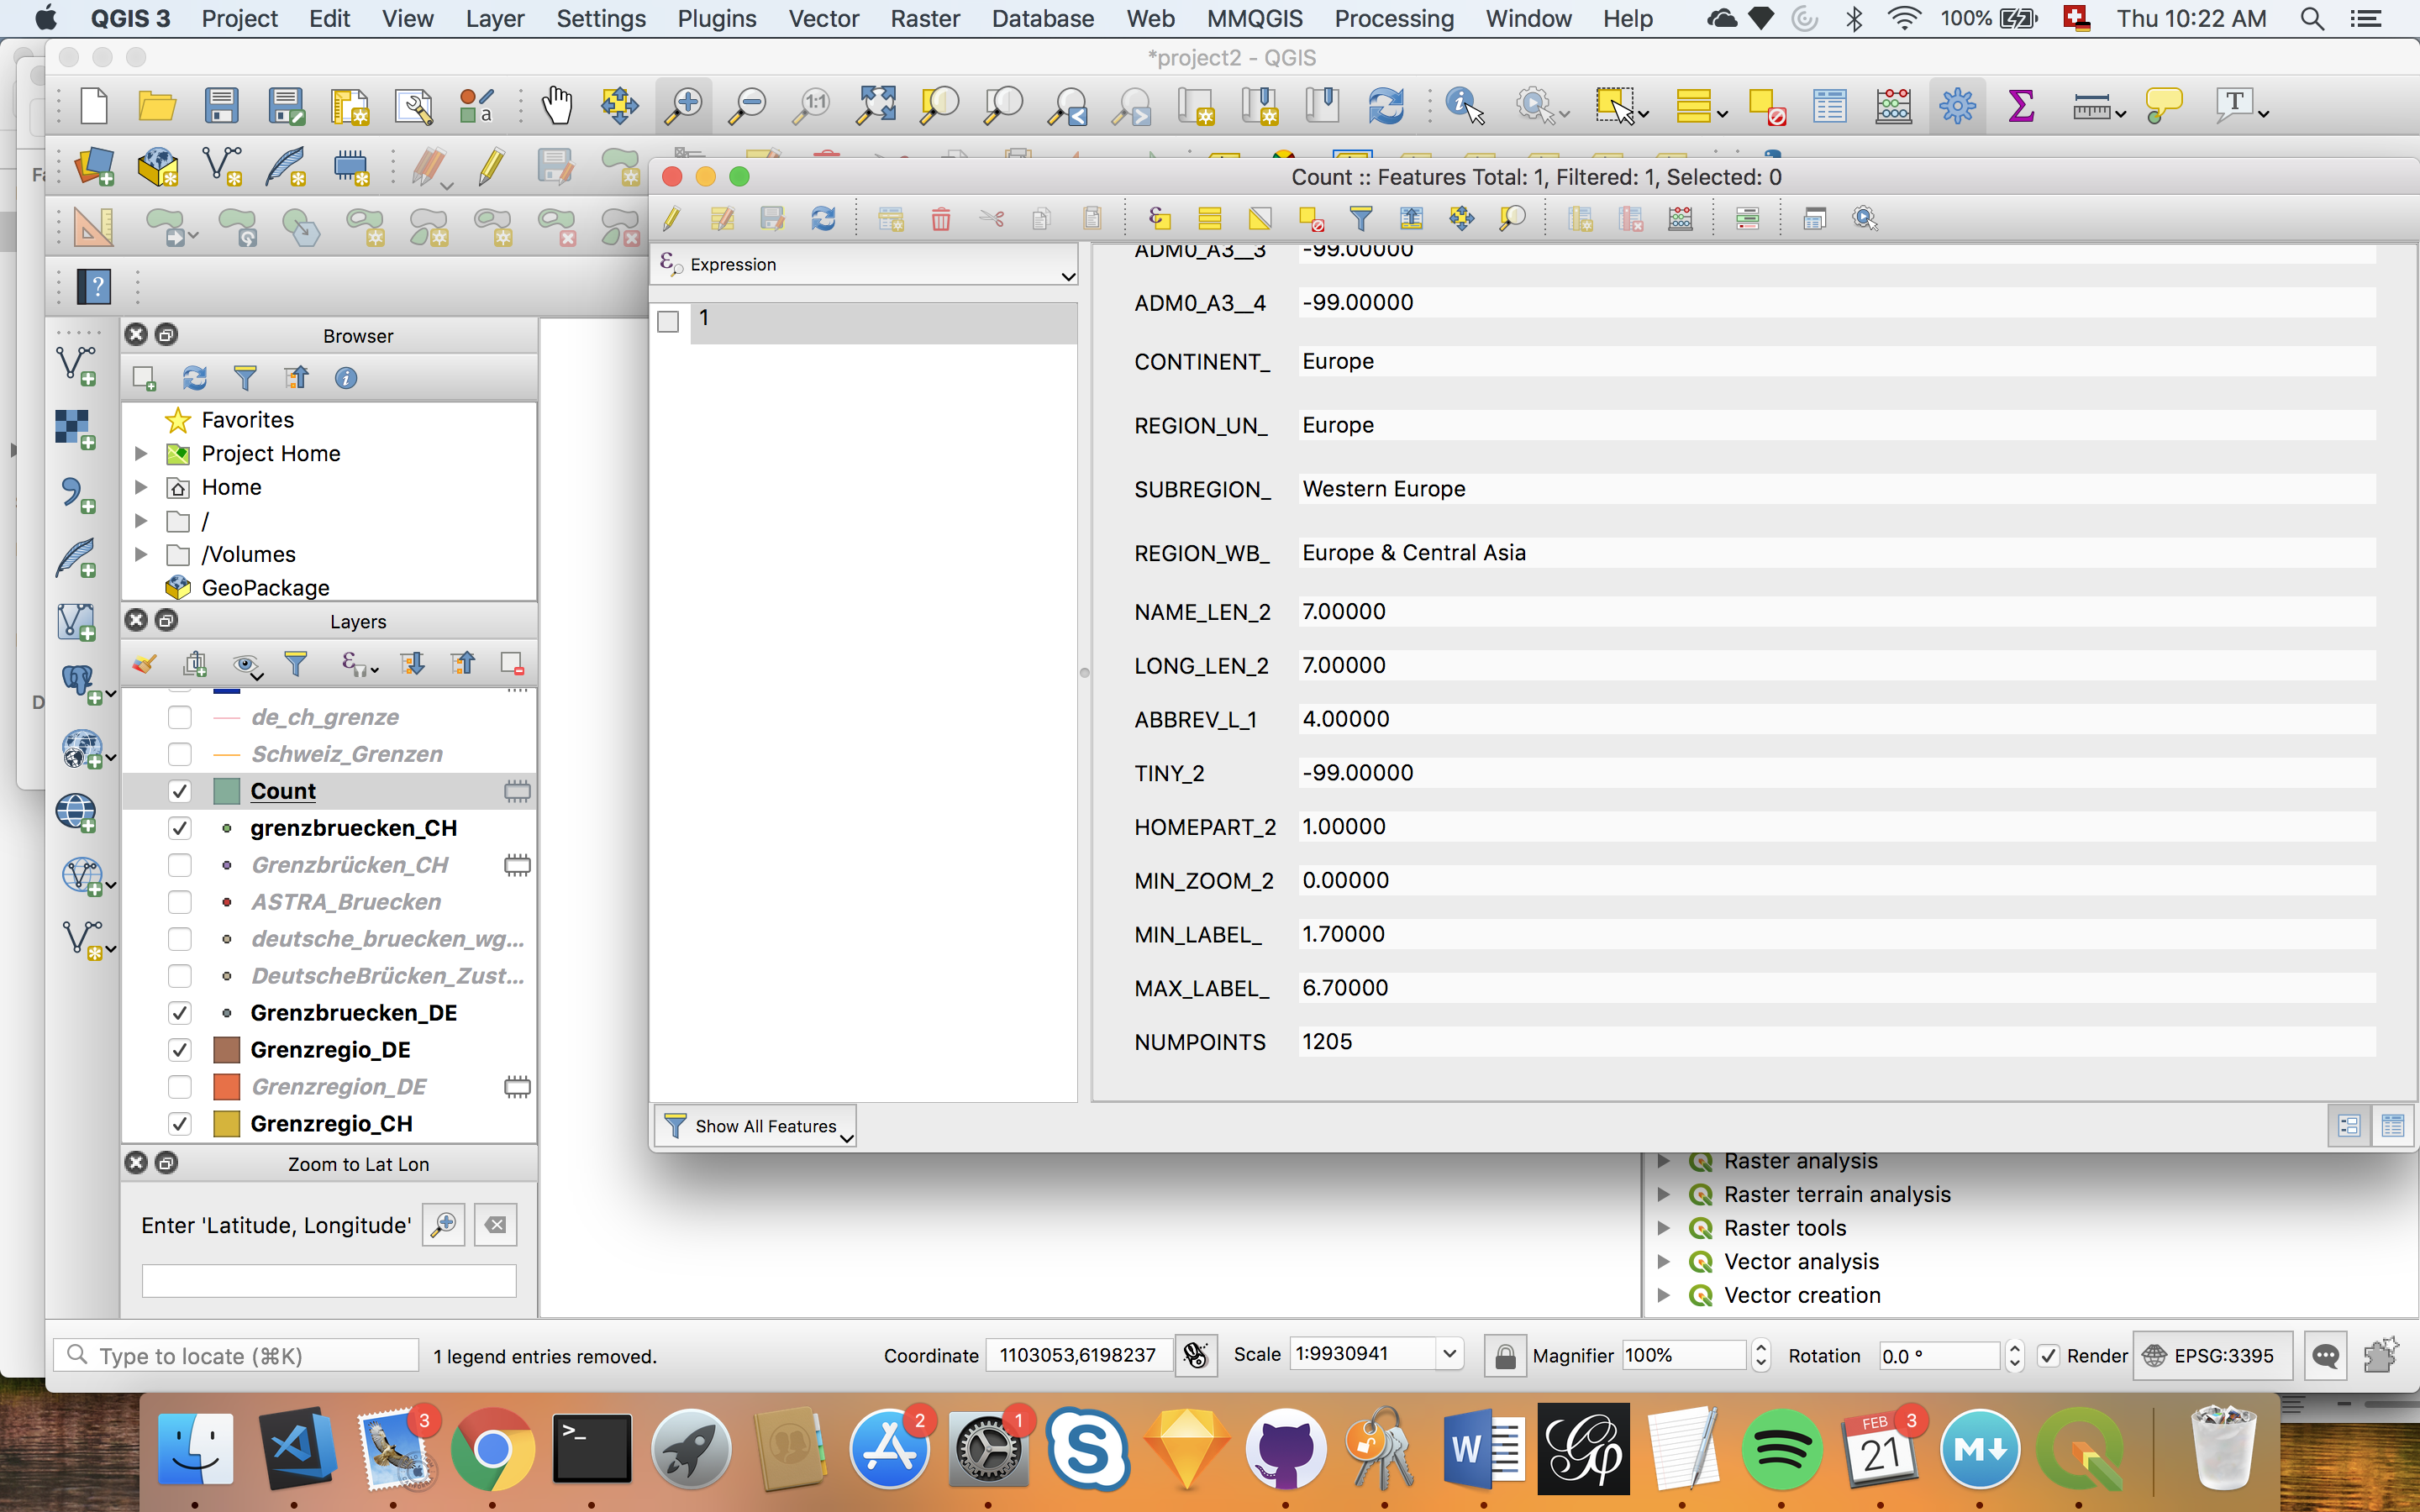 QGIS 3 Project Edit View Layer Settings Plugins Vector Raster Database Web MMQGIS Processing Window Help 100% Thu 10:22 AM
*project2 - QGIS
Count :: Features Total: 1, Filtered: 1, Selected: 0
Expression
1
ADM0_A3__3 -99.00000
ADM0_A3__4 -99.00000
CONTINENT_ Europe
REGION_UN_ Europe
SUBREGION_ Western Europe
REGION_WB_ Europe & Central Asia
NAME_LEN_2 7.00000
LONG_LEN_2 7.00000
ABBREV_L_1 4.00000
TINY_2 -99.00000
HOMEPART_2 1.00000
MIN_ZOOM_2 0.00000
MIN_LABEL_ 1.70000
MAX_LABEL_ 6.70000
NUMPOINTS 1205
Show All Features
Browser
Favorites
Project Home
Home
/
/Volumes
GeoPackage
Layers
de_ch_grenze
Schweiz_Grenzen
Count
grenzbruecken_CH
Grenzbrücken_CH
ASTRA_Bruecken
deutsche_bruecken_wg...
DeutscheBrücken_Zust...
Grenzbruecken_DE
Grenzregio_DE
Grenzregion_DE
Grenzregio_CH
Zoom to Lat Lon
Enter 'Latitude, Longitude'
Raster analysis
Raster terrain analysis
Raster tools
Vector analysis
Vector creation
Type to locate (⌘K) 1 legend entries removed. Coordinate 1103053,6198237 Scale 1:9930941 Magnifier 100% Rotation 0.0 ° Render EPSG:3395
3
2
1
FEB 3
21